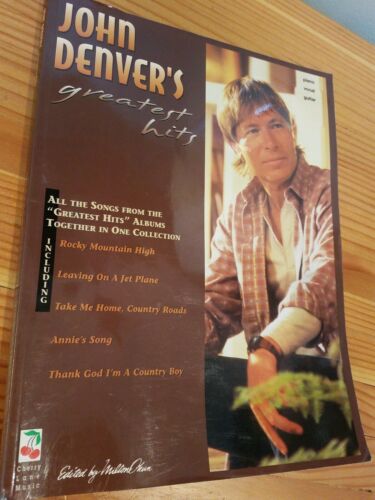 JOHN
DENVER'S
greatest
hits
piano
vocal
guitar
ALL THE SONGS FROM THE
"GREATEST HITS" ALBUMS
TOGETHER IN ONE COLLECTION
INCLUDING
Rocky Mountain High
Leaving On A Jet Plane
Take Me Home, Country Roads
Annie's Song
Thank God I'm A Country Boy
Cherry
Lane
Music
Edited by Milton Okun